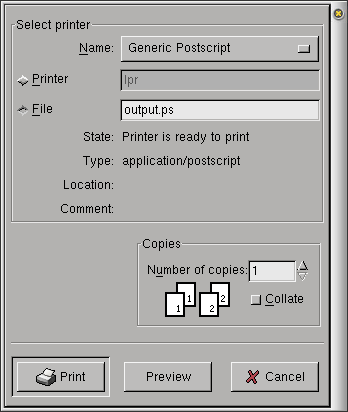 Select printer
Name: Generic Postscript
Printer lpr
File output.ps
State: Printer is ready to print
Type: application/postscript
Location:
Comment:
Copies
Number of copies: 1
1 1 2 2
Collate
Print Preview Cancel